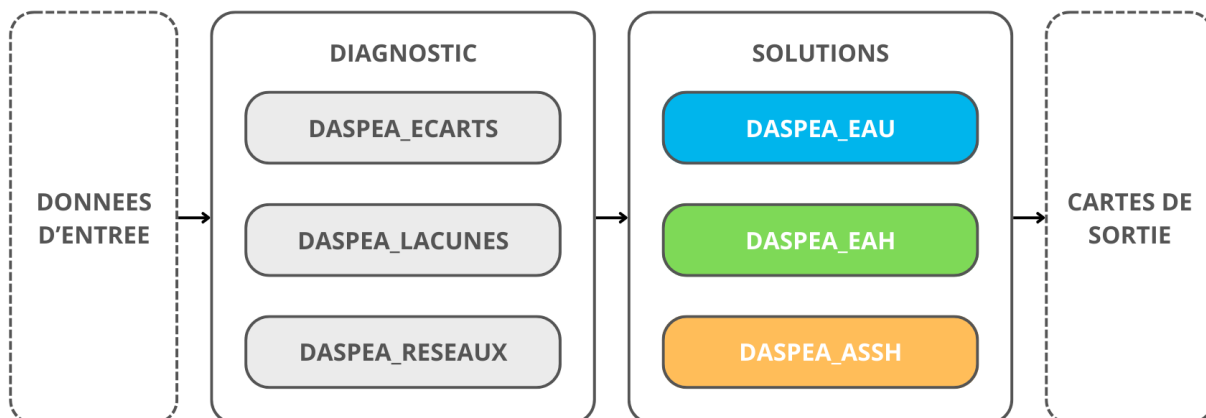 DONNEES
D’ENTREE
DIAGNOSTIC
DASPEA_ECARTS
DASPEA_LACUNES
DASPEA_RESEAUX
SOLUTIONS
DASPEA_EAU
DASPEA_EAH
DASPEA_ASSH
CARTES DE
SORTIE